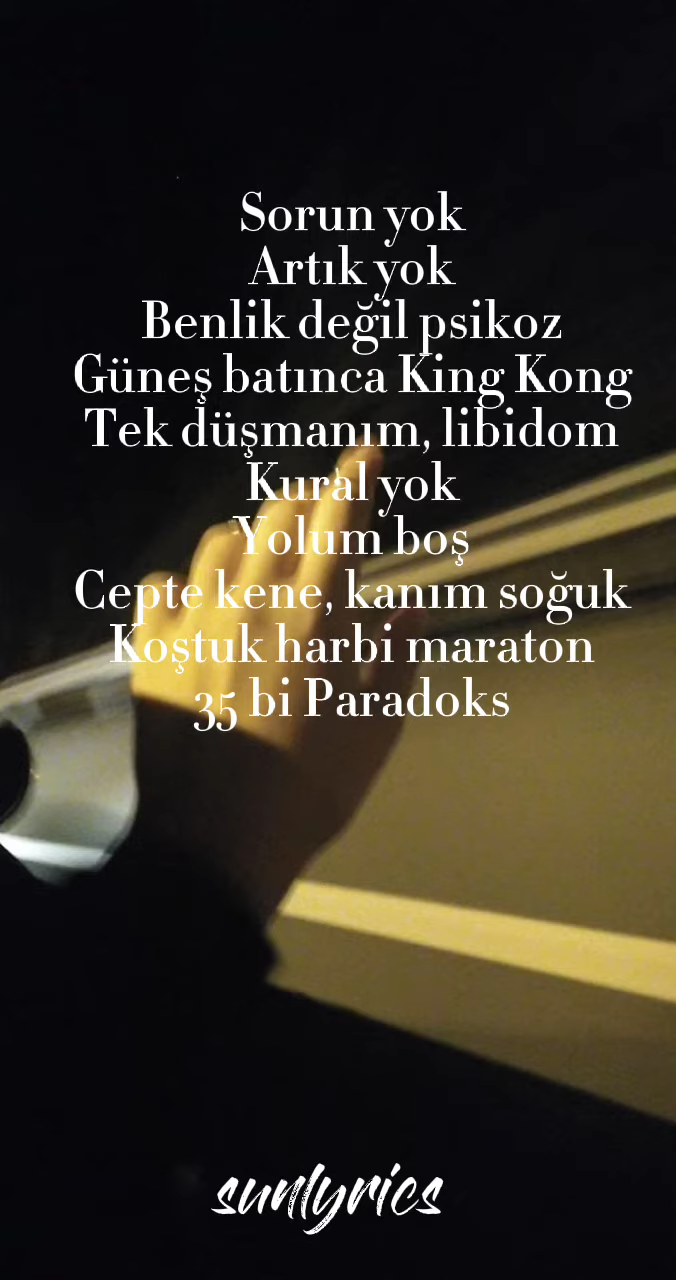 Sorun yok
Artık yok
Benlik değil psikoz
Güneş batınca King Kong
Tek düşmanım, libidom
Kural yok
Yolum boş
Cepte kene, kanım soğuk
Koştuk harbi maraton
35 bi Paradoks
sunlyrics